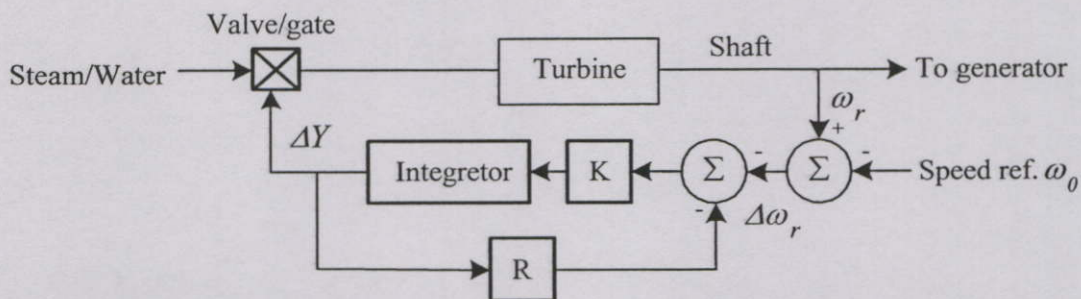 Valve/gate
Steam/Water
Turbine
Shaft
To generator
ω_r
+
-
Speed ref. ω_0
Σ
-
Δω_r
Σ
-
K
Integretor
ΔY
R